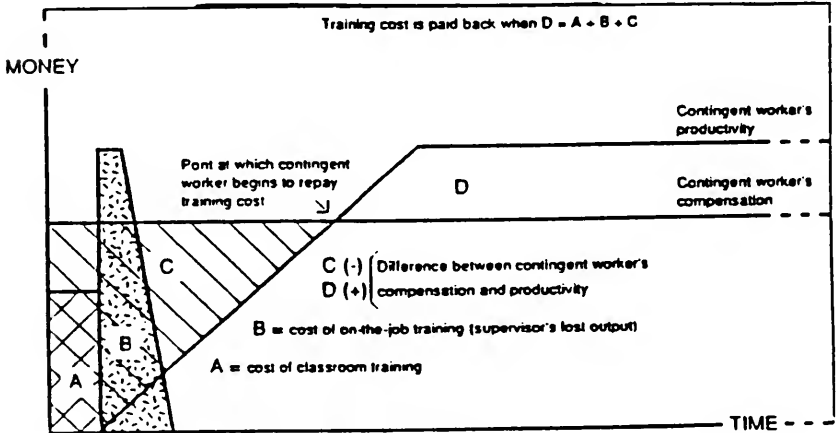 Training cost is paid back when D = A + B + C
MONEY
Contingent worker's
productivity
Pont at which contingent
worker begins to repay
training cost
D
Contingent worker's
compensation
C
C (-) Difference between contingent worker's
D (+) compensation and productivity
B = cost of on-the-job training (supervisor's lost output)
B
A = cost of classroom training
A
TIME